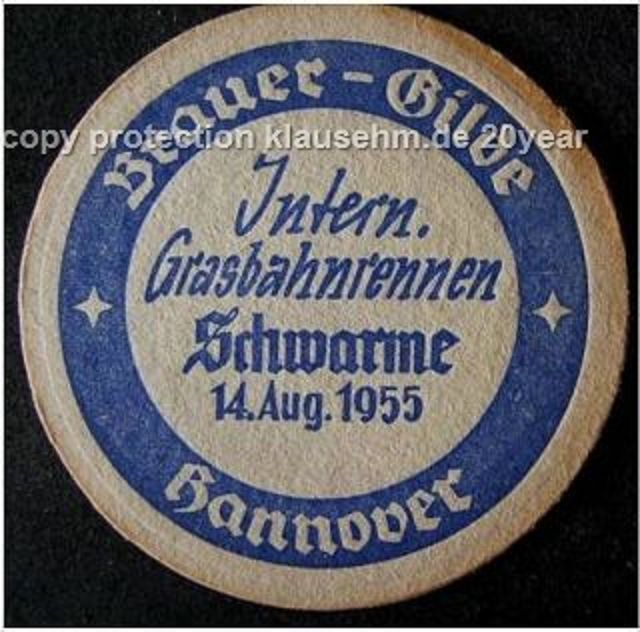 Brauer-Gilde
copy protection klausehm.de 20year
Intern.
Grasbahnrennen
Schwarme
14. Aug. 1955
Hannover